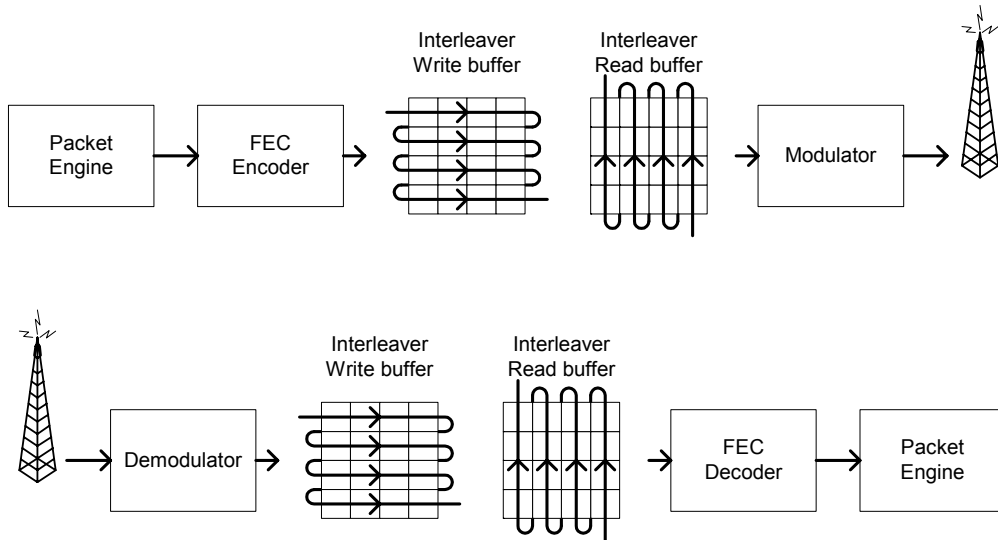 Interleaver
Write buffer
Interleaver
Read buffer
Packet
Engine
FEC
Encoder
Modulator
Interleaver
Write buffer
Interleaver
Read buffer
Demodulator
FEC
Decoder
Packet
Engine